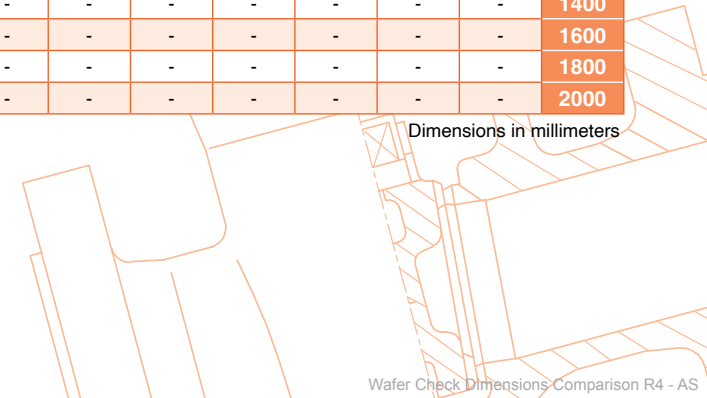 - - - - - - - 1400
- - - - - - - 1600
- - - - - - - 1800
- - - - - - - 2000
Dimensions in millimeters
Wafer Check Dimensions Comparison R4 - AS